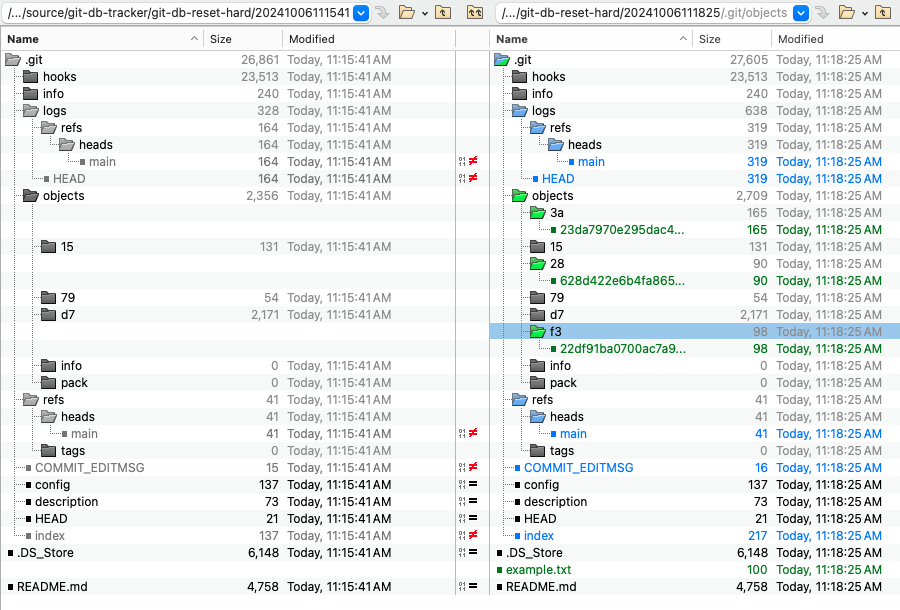 /.../source/git-db-tracker/git-db-reset-hard/20241006111541 /.../git-db-reset-hard/20241006111825/.git/objects
Name Size Modified Name Size Modified
.git 26,861 Today, 11:15:41 AM .git 27,605 Today, 11:18:25 AM
hooks 23,513 Today, 11:15:41 AM hooks 23,513 Today, 11:18:25 AM
info 240 Today, 11:15:41 AM info 240 Today, 11:18:25 AM
logs 328 Today, 11:15:41 AM logs 638 Today, 11:18:25 AM
refs 164 Today, 11:15:41 AM refs 319 Today, 11:18:25 AM
heads 164 Today, 11:15:41 AM heads 319 Today, 11:18:25 AM
main 164 Today, 11:15:41 AM ≠ main 319 Today, 11:18:25 AM
HEAD 164 Today, 11:15:41 AM ≠ HEAD 319 Today, 11:18:25 AM
objects 2,356 Today, 11:15:41 AM objects 2,709 Today, 11:18:25 AM
3a 165 Today, 11:18:25 AM
23da7970e295dac4... 165 Today, 11:18:25 AM
15 131 Today, 11:15:41 AM 15 131 Today, 11:18:25 AM
28 90 Today, 11:18:25 AM
628d422e6b4fa865... 90 Today, 11:18:25 AM
79 54 Today, 11:15:41 AM 79 54 Today, 11:18:25 AM
d7 2,171 Today, 11:15:41 AM d7 2,171 Today, 11:18:25 AM
f3 98 Today, 11:18:25 AM
22df91ba0700ac7a9... 98 Today, 11:18:25 AM
info 0 Today, 11:15:41 AM info 0 Today, 11:18:25 AM
pack 0 Today, 11:15:41 AM pack 0 Today, 11:18:25 AM
refs 41 Today, 11:15:41 AM refs 41 Today, 11:18:25 AM
heads 41 Today, 11:15:41 AM heads 41 Today, 11:18:25 AM
main 41 Today, 11:15:41 AM ≠ main 41 Today, 11:18:25 AM
tags 0 Today, 11:15:41 AM tags 0 Today, 11:18:25 AM
COMMIT_EDITMSG 15 Today, 11:15:41 AM ≠ COMMIT_EDITMSG 16 Today, 11:18:25 AM
config 137 Today, 11:15:41 AM = config 137 Today, 11:18:25 AM
description 73 Today, 11:15:41 AM = description 73 Today, 11:18:25 AM
HEAD 21 Today, 11:15:41 AM = HEAD 21 Today, 11:18:25 AM
index 137 Today, 11:15:41 AM ≠ index 217 Today, 11:18:25 AM
.DS_Store 6,148 Today, 11:15:41 AM = .DS_Store 6,148 Today, 11:18:25 AM
example.txt 100 Today, 11:18:25 AM
README.md 4,758 Today, 11:15:41 AM = README.md 4,758 Today, 11:18:25 AM